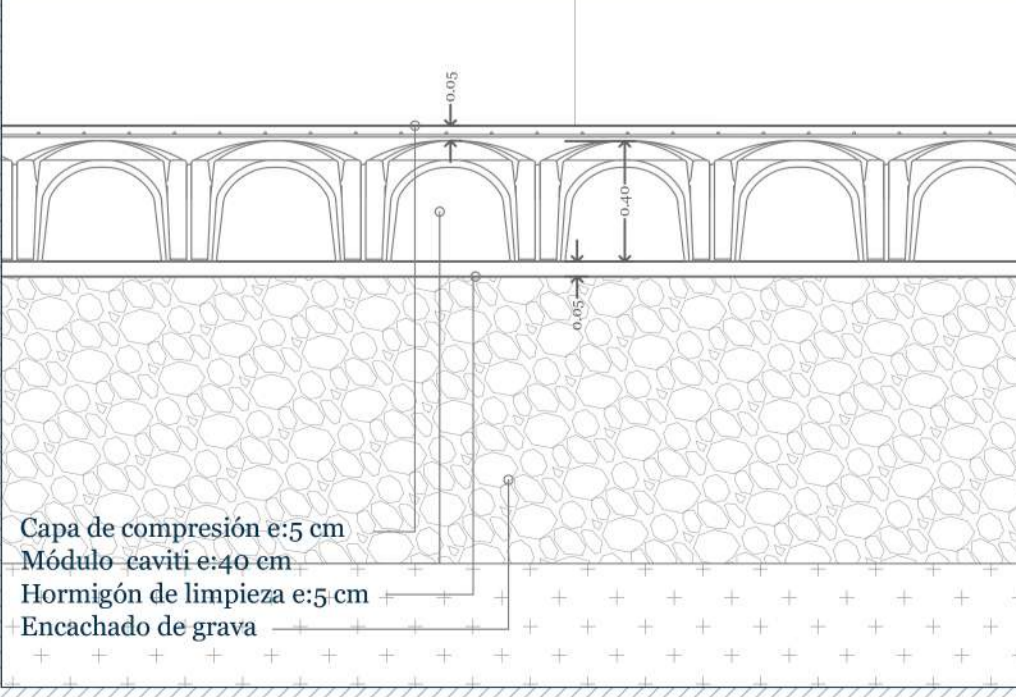 0.05
0.40
0.05
Capa de compresión e:5 cm
Módulo caviti e:40 cm
Hormigón de limpieza e:5 cm
Encachado de grava